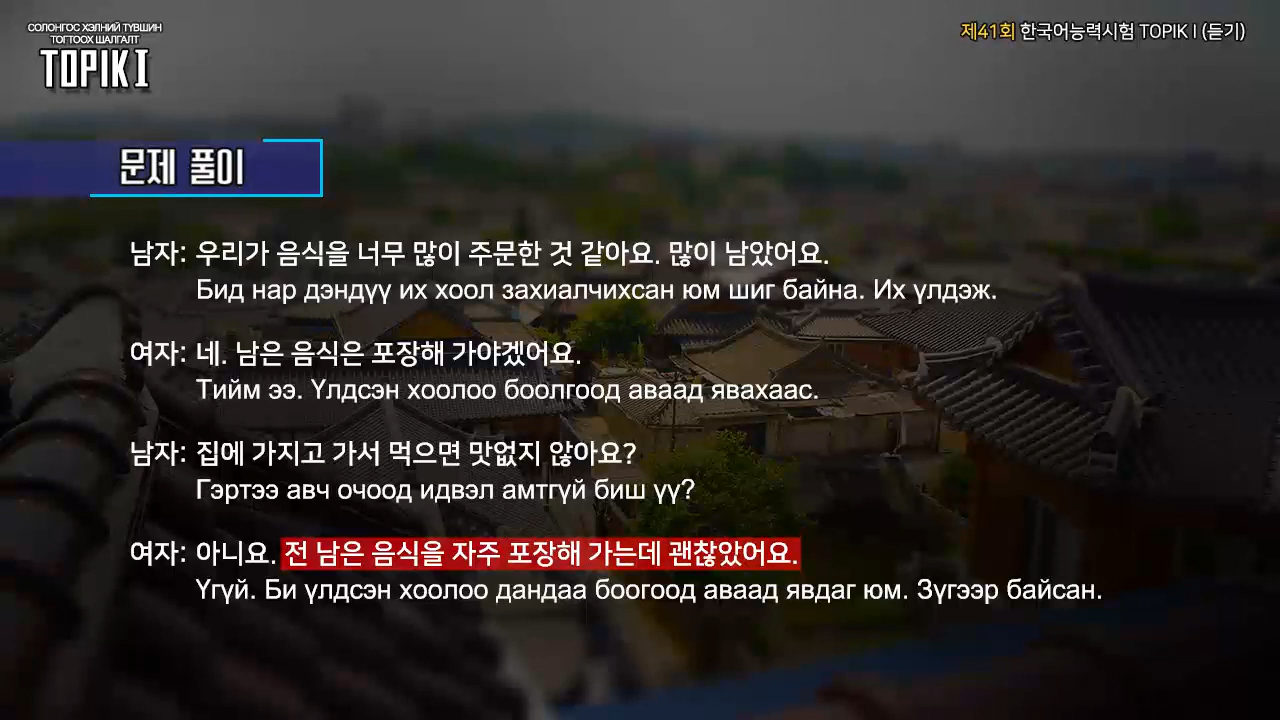 СОЛОНГОС ХЭЛНИЙ ТҮВШИН
ТОГТООХ ШАЛГАЛТ
TOPIK I
제41회 한국어능력시험 TOPIK I (듣기)
문제 풀이
남자: 우리가 음식을 너무 많이 주문한 것 같아요. 많이 남았어요.
Бид нар дэндүү их хоол захиалчихсан юм шиг байна. Их үлдэж.
여자: 네. 남은 음식은 포장해 가야겠어요.
Тийм ээ. Үлдсэн хоолоо боолгоод аваад явахаас.
남자: 집에 가지고 가서 먹으면 맛없지 않아요?
Гэртээ авч очоод идвэл амтгүй биш үү?
여자: 아니요. 전 남은 음식을 자주 포장해 가는데 괜찮았어요.
Үгүй. Би үлдсэн хоолоо дандаа боогоод аваад явдаг юм. Зүгээр байсан.